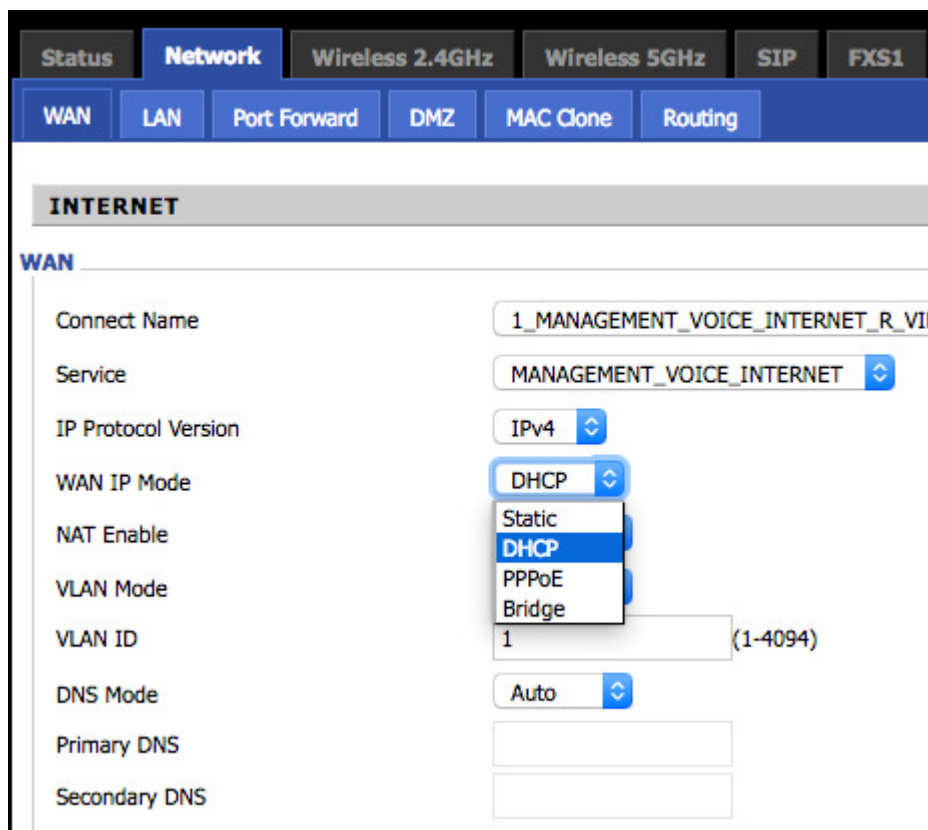 Status Network Wireless 2.4GHz Wireless 5GHz SIP FXS1
WAN LAN Port Forward DMZ MAC Clone Routing
INTERNET
WAN
Connect Name 1_MANAGEMENT_VOICE_INTERNET_R_VI
Service MANAGEMENT_VOICE_INTERNET
IP Protocol Version IPv4
WAN IP Mode DHCP
Static
NAT Enable
DHCP
PPPoE
VLAN Mode
Bridge
VLAN ID 1 (1-4094)
DNS Mode Auto
Primary DNS
Secondary DNS